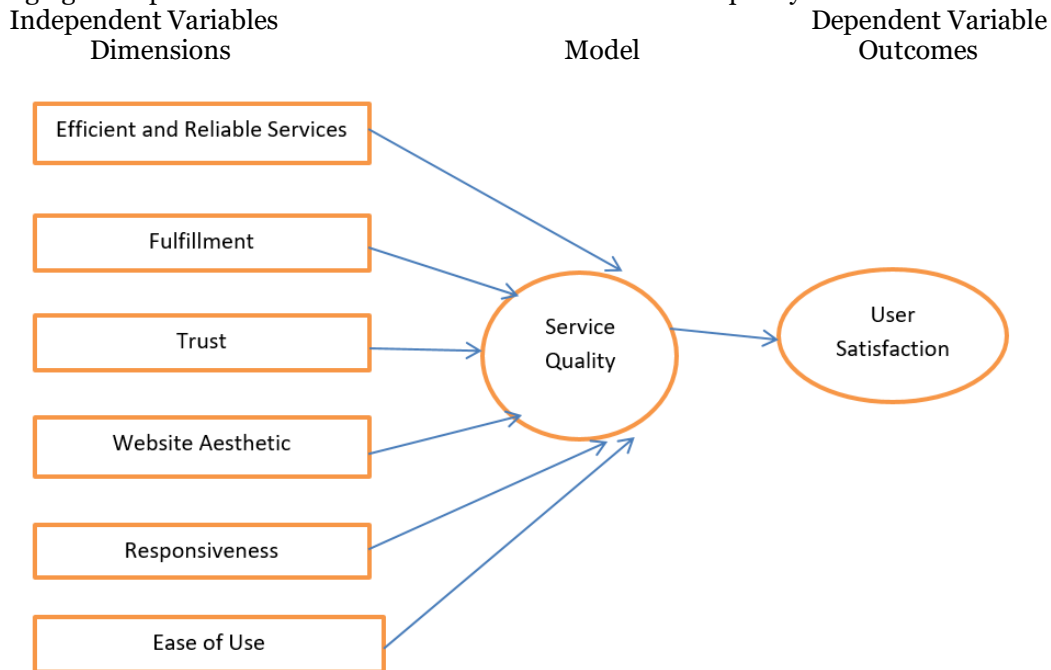 Independent Variables
Dimensions
Model
Dependent Variable
Outcomes
Efficient and Reliable Services
Fulfillment
Trust
Website Aesthetic
Responsiveness
Ease of Use
Service
Quality
User
Satisfaction